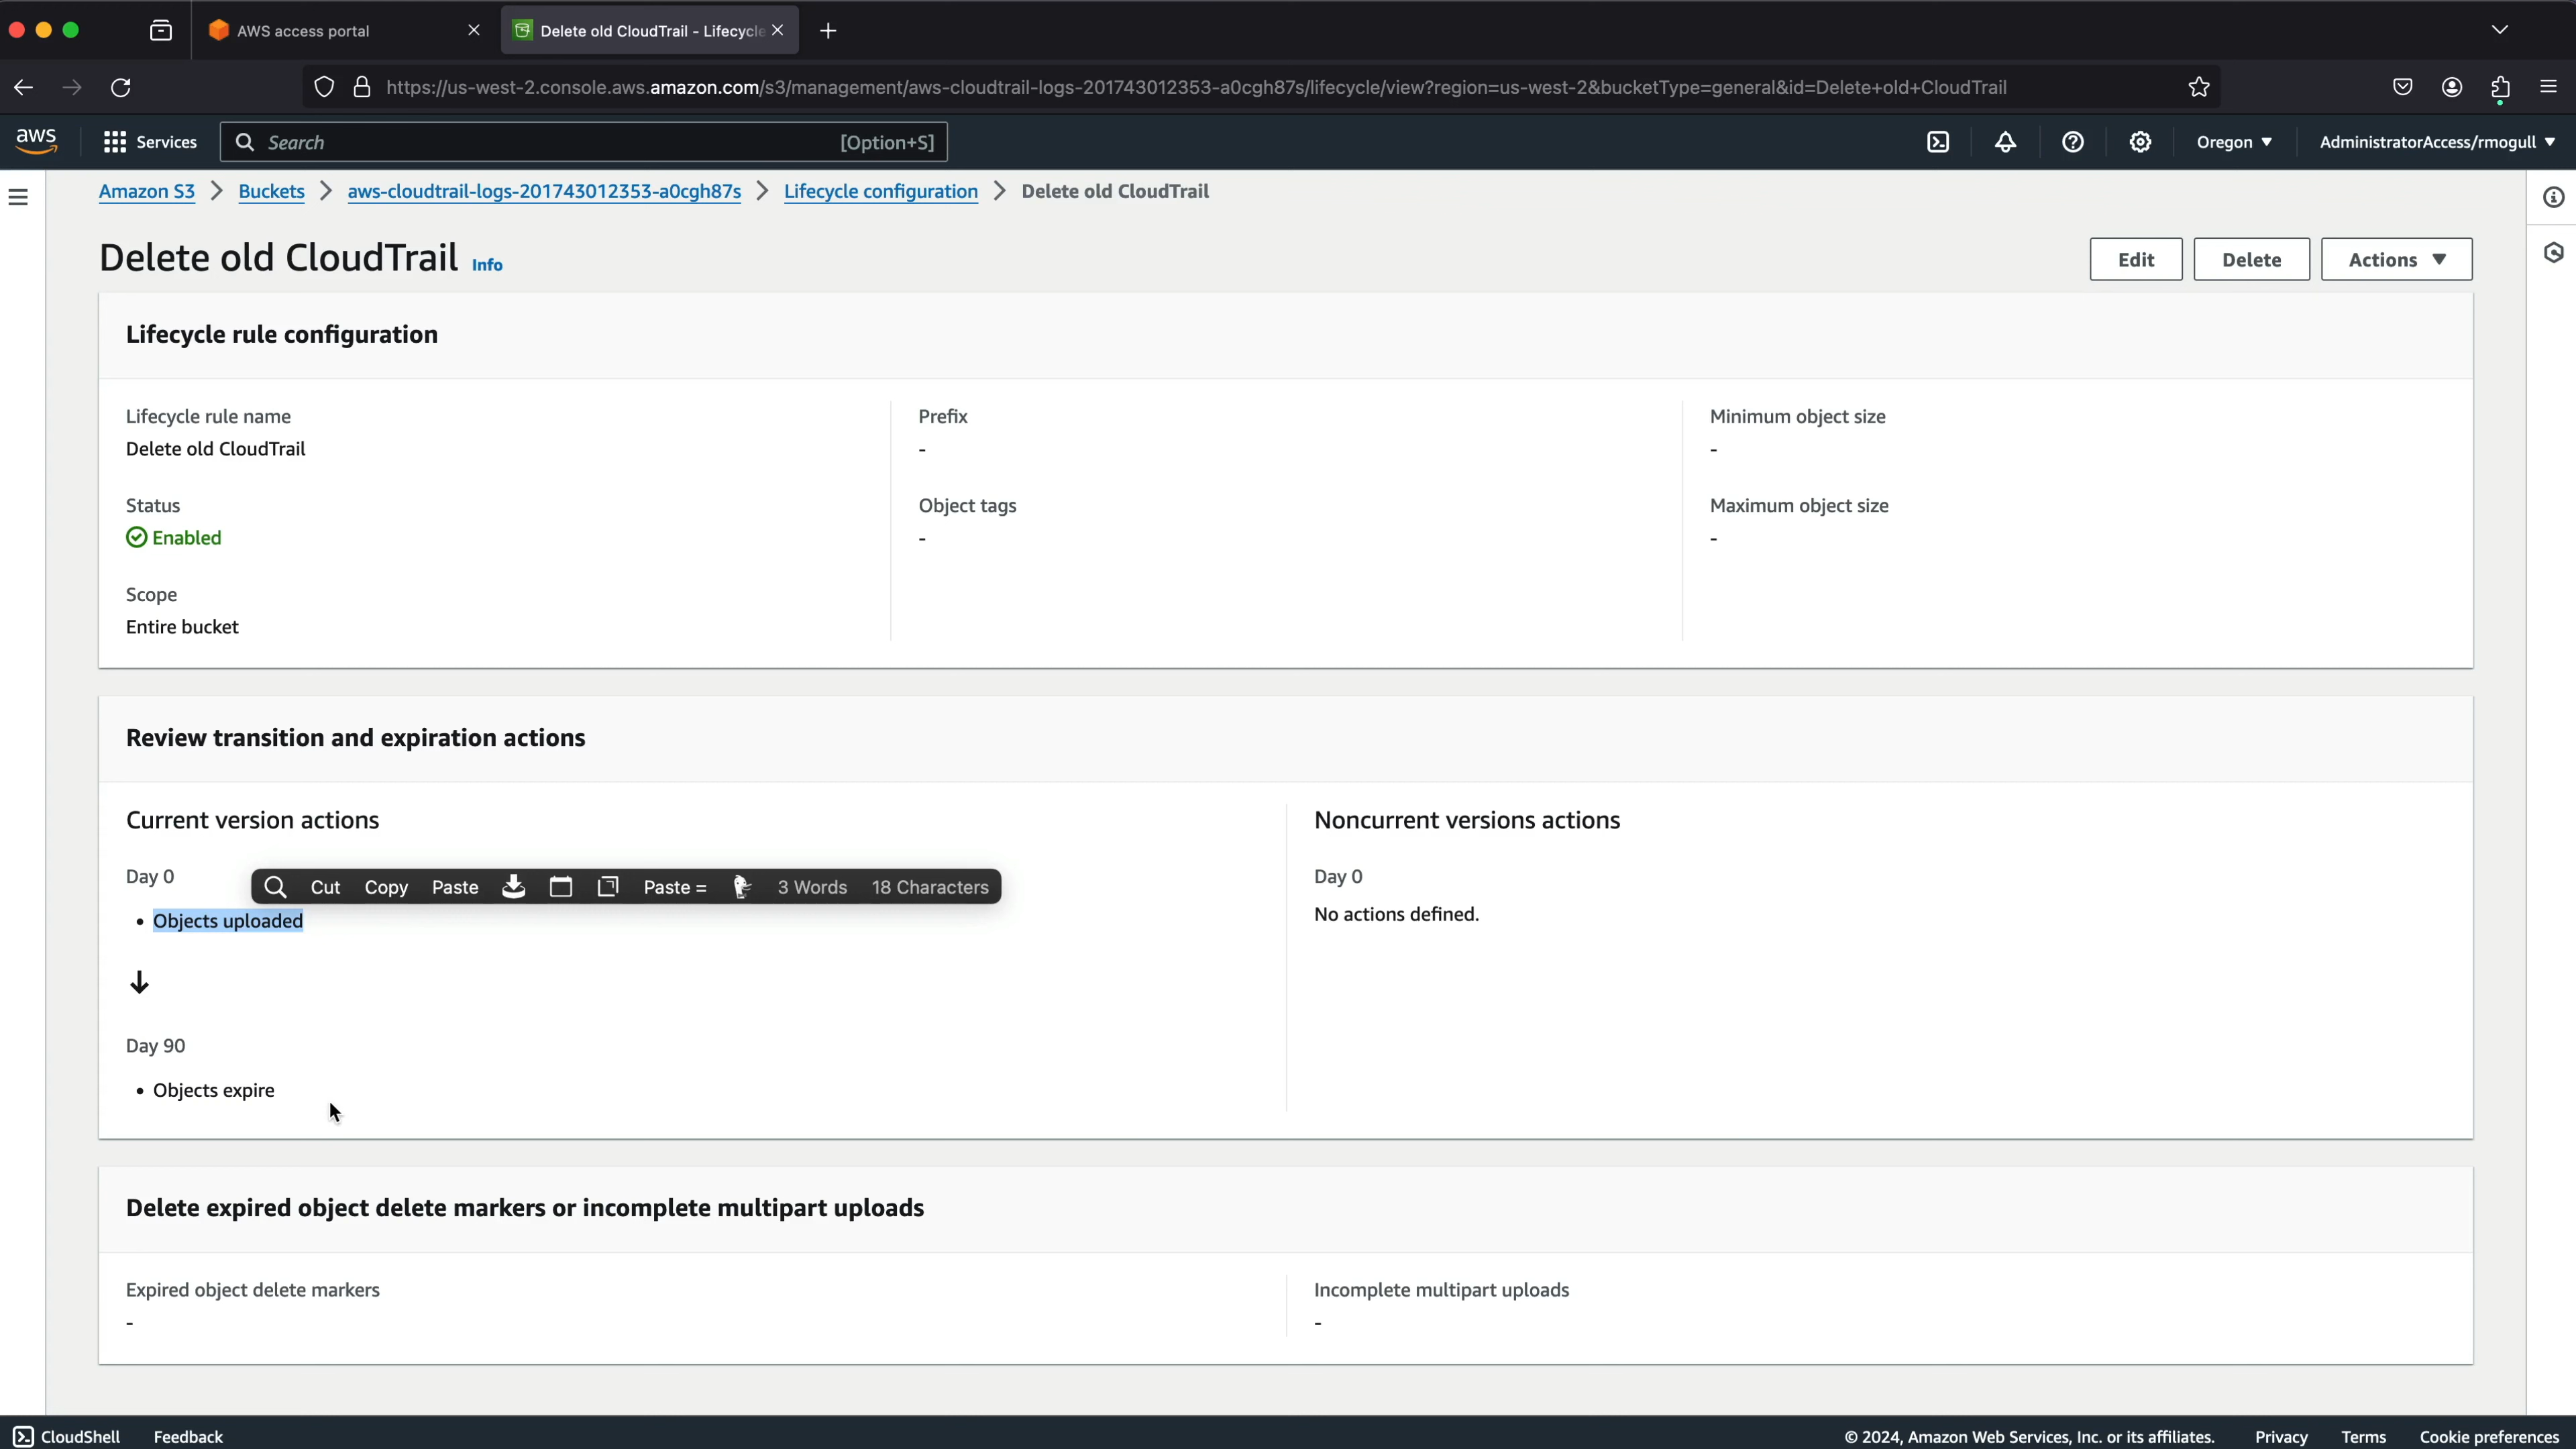 AWS access portal
Delete old CloudTrail - Lifecycle
https://us-west-2.console.aws.amazon.com/s3/management/aws-cloudtrail-logs-201743012353-a0cgh87s/lifecycle/view?region=us-west-2&bucketType=general&id=Delete+old+CloudTrail
aws Services Search [Option+S] Oregon AdministratorAccess/rmogull
Amazon S3 > Buckets > aws-cloudtrail-logs-201743012353-a0cgh87s > Lifecycle configuration > Delete old CloudTrail
Delete old CloudTrail Info
Edit Delete Actions
Lifecycle rule configuration
Lifecycle rule name
Delete old CloudTrail
Status
Enabled
Scope
Entire bucket
Prefix
-
Object tags
-
Minimum object size
-
Maximum object size
-
Review transition and expiration actions
Current version actions
Day 0
Cut Copy Paste Paste = 3 Words 18 Characters
• Objects uploaded
↓
Day 90
• Objects expire
Noncurrent versions actions
Day 0
No actions defined.
Delete expired object delete markers or incomplete multipart uploads
Expired object delete markers
-
Incomplete multipart uploads
-
CloudShell Feedback © 2024, Amazon Web Services, Inc. or its affiliates. Privacy Terms Cookie preferences